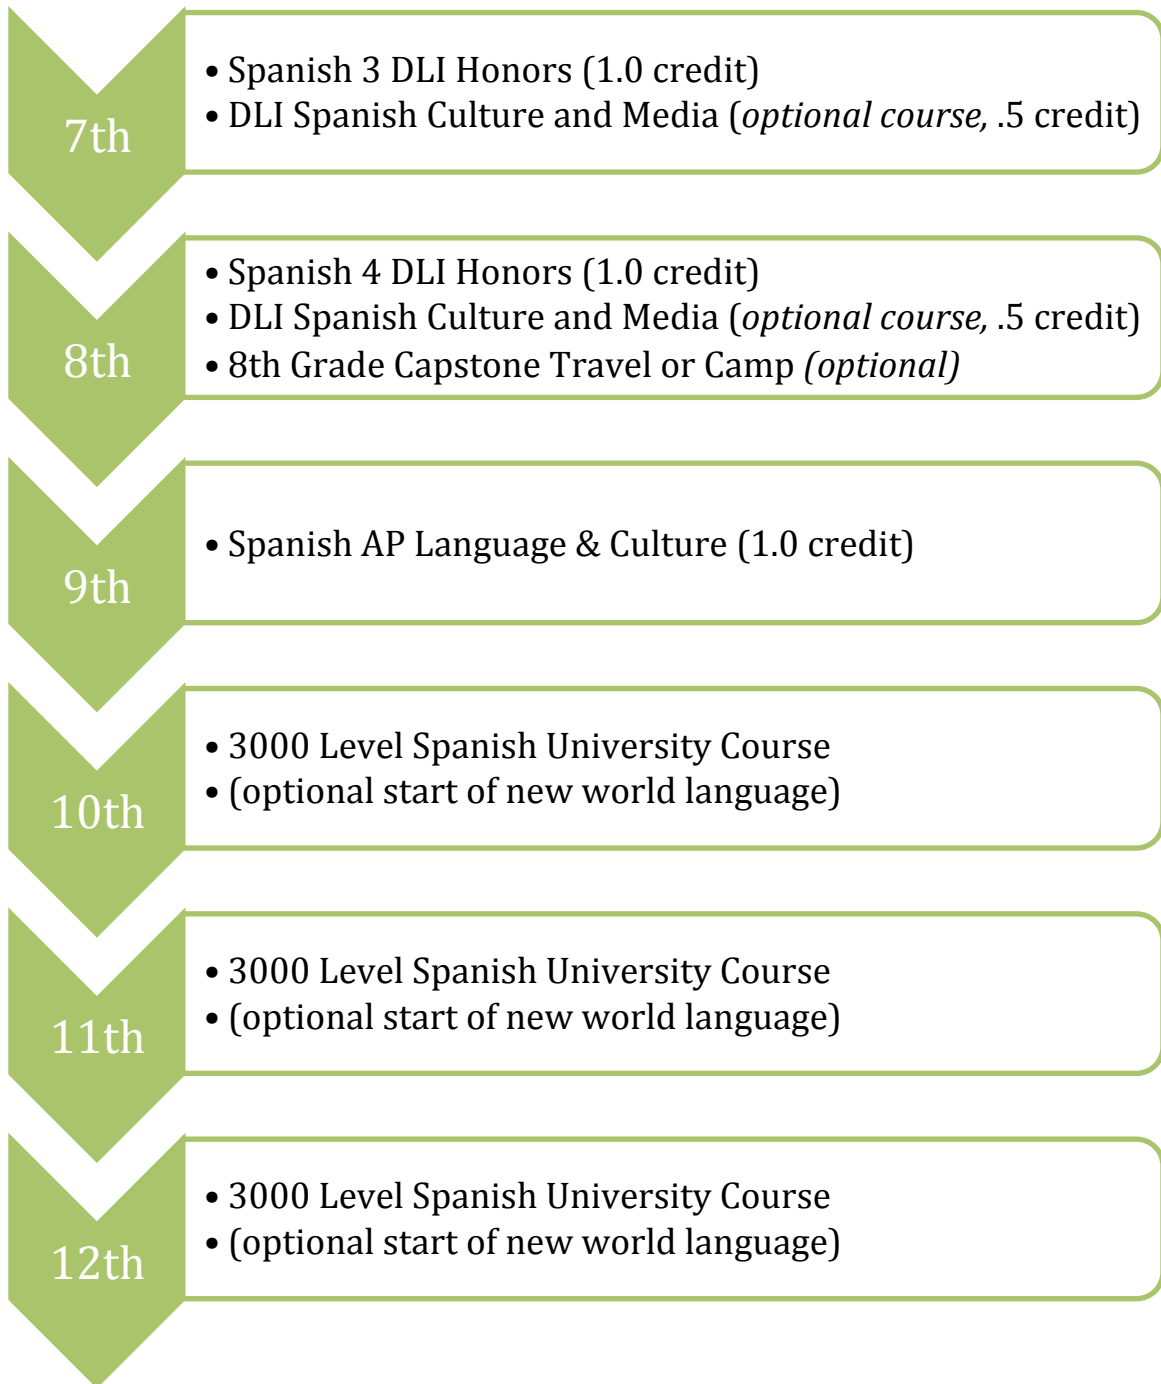 7th
• Spanish 3 DLI Honors (1.0 credit)
• DLI Spanish Culture and Media (optional course, .5 credit)
8th
• Spanish 4 DLI Honors (1.0 credit)
• DLI Spanish Culture and Media (optional course, .5 credit)
• 8th Grade Capstone Travel or Camp (optional)
9th
• Spanish AP Language & Culture (1.0 credit)
10th
• 3000 Level Spanish University Course
• (optional start of new world language)
11th
• 3000 Level Spanish University Course
• (optional start of new world language)
12th
• 3000 Level Spanish University Course
• (optional start of new world language)